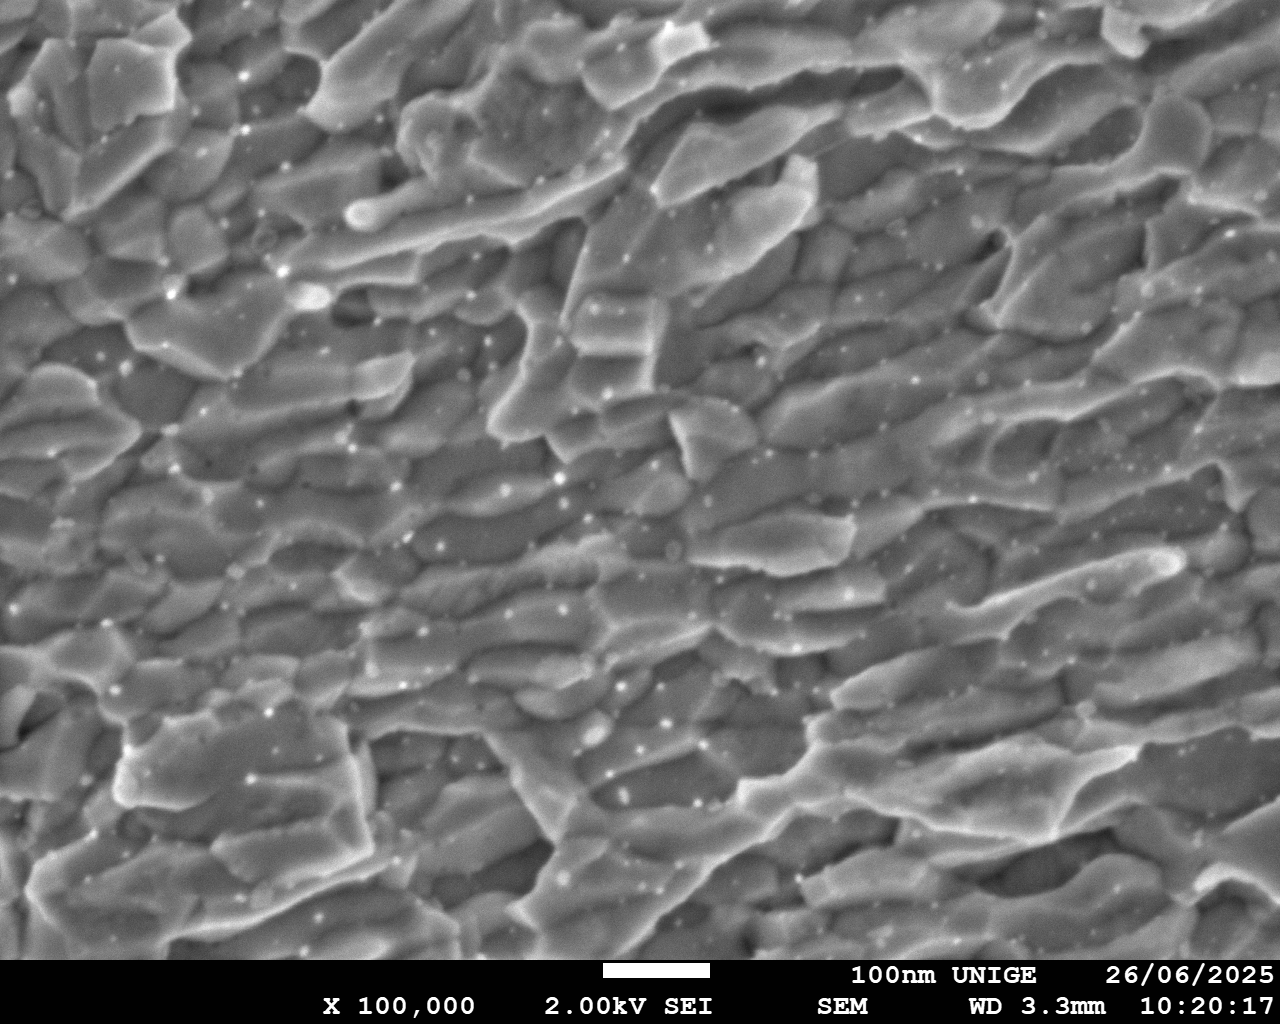 100nm UNIGE 26/06/2025
X 100,000 2.00kV SEI SEM WD 3.3mm 10:20:17